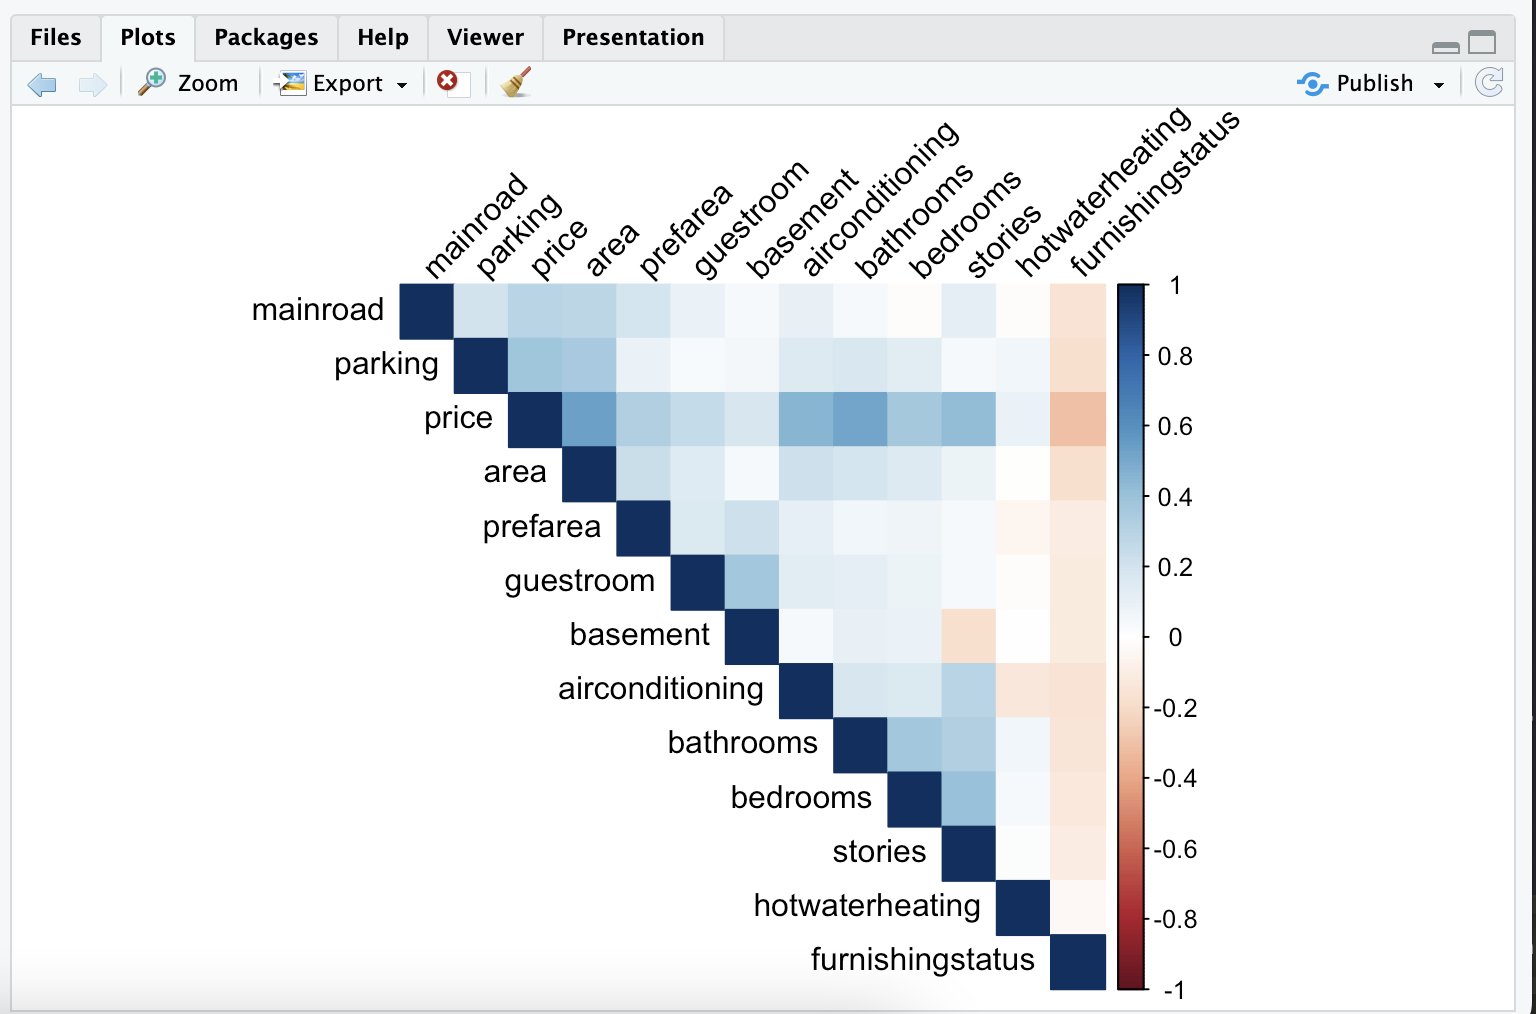 Files Plots Packages Help Viewer Presentation
Zoom Export Publish
mainroad parking price area prefarea guestroom basement airconditioning bathrooms bedrooms stories hotwaterheating furnishingstatus
mainroad
parking
price
area
prefarea
guestroom
basement
airconditioning
bathrooms
bedrooms
stories
hotwaterheating
furnishingstatus
1
0.8
0.6
0.4
0.2
0
-0.2
-0.4
-0.6
-0.8
-1